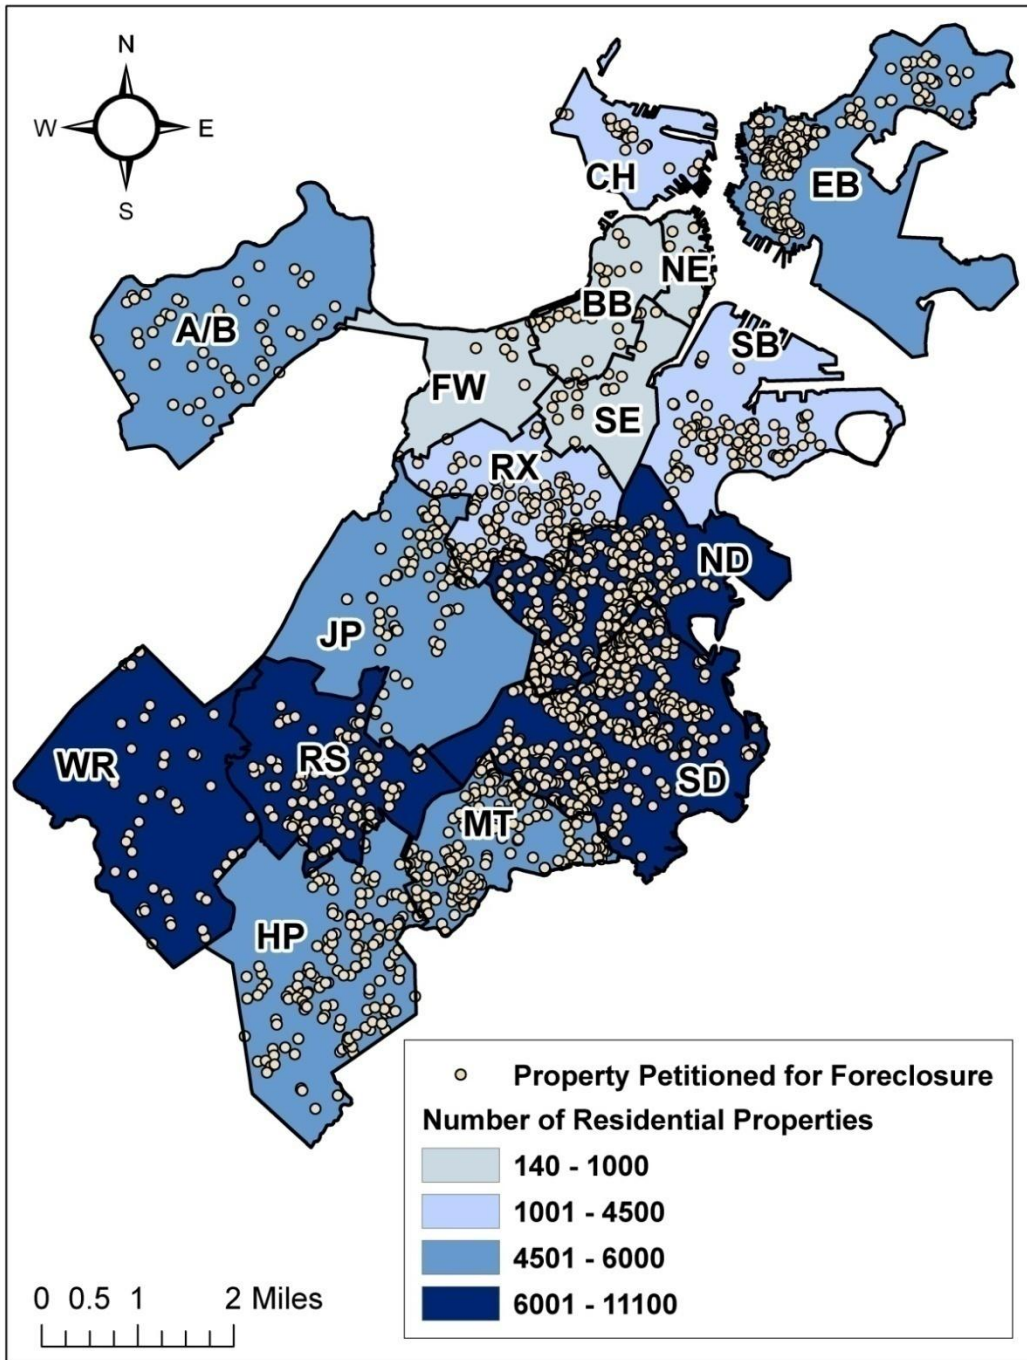 N
W E
S
CH
EB
NE
BB
A/B
SB
FW
SE
RX
ND
JP
WR
RS
SD
MT
HP
Property Petitioned for Foreclosure
Number of Residential Properties
140 - 1000
1001 - 4500
4501 - 6000
6001 - 11100
0 0.5 1 2 Miles